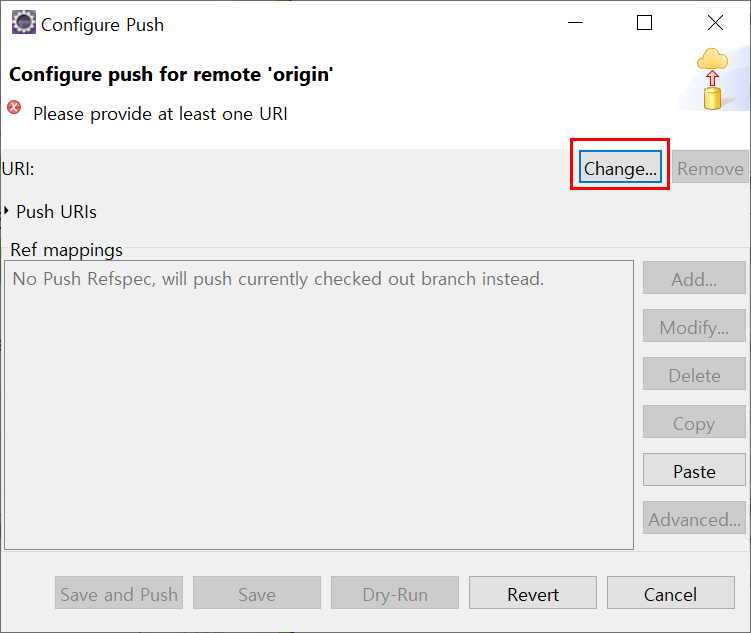 Configure Push
Configure push for remote 'origin'
Please provide at least one URI
URI:
Change...
Remove
Push URIs
Ref mappings
No Push Refspec, will push currently checked out branch instead.
Add...
Modify...
Delete
Copy
Paste
Advanced...
Save and Push
Save
Dry-Run
Revert
Cancel